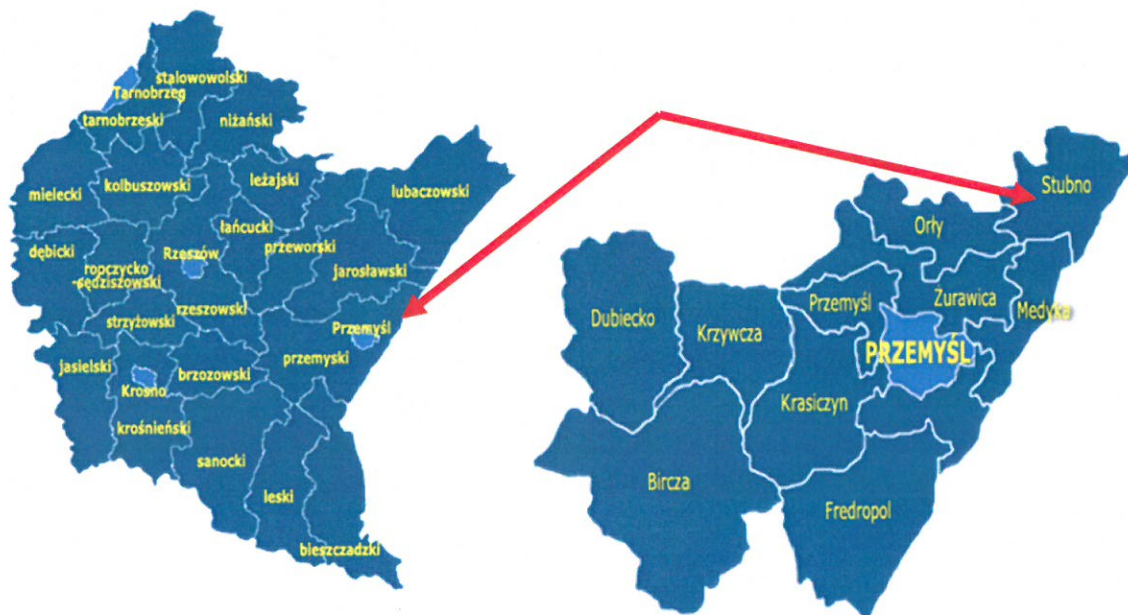 stalowowolski
Tarnobrzeg
tarnobrzeski
niżański
mielecki
kolbuszowski
leżajski
lubaczowski
łańcucki
dębicki
ropczycko
-sędziszowski
Rzeszów
przeworski
jarosławski
rzeszowski
strzyżowski
Przemyśl
jasielski
Krosno
brzozowski
przemyski
krośnieński
sanocki
leski
bieszczadzki
Stubno
Orły
Dubiecko
Krzywcza
Przemyśl
Żurawica
Medyka
PRZEMYŚL
Krasiczyn
Bircza
Fredropol